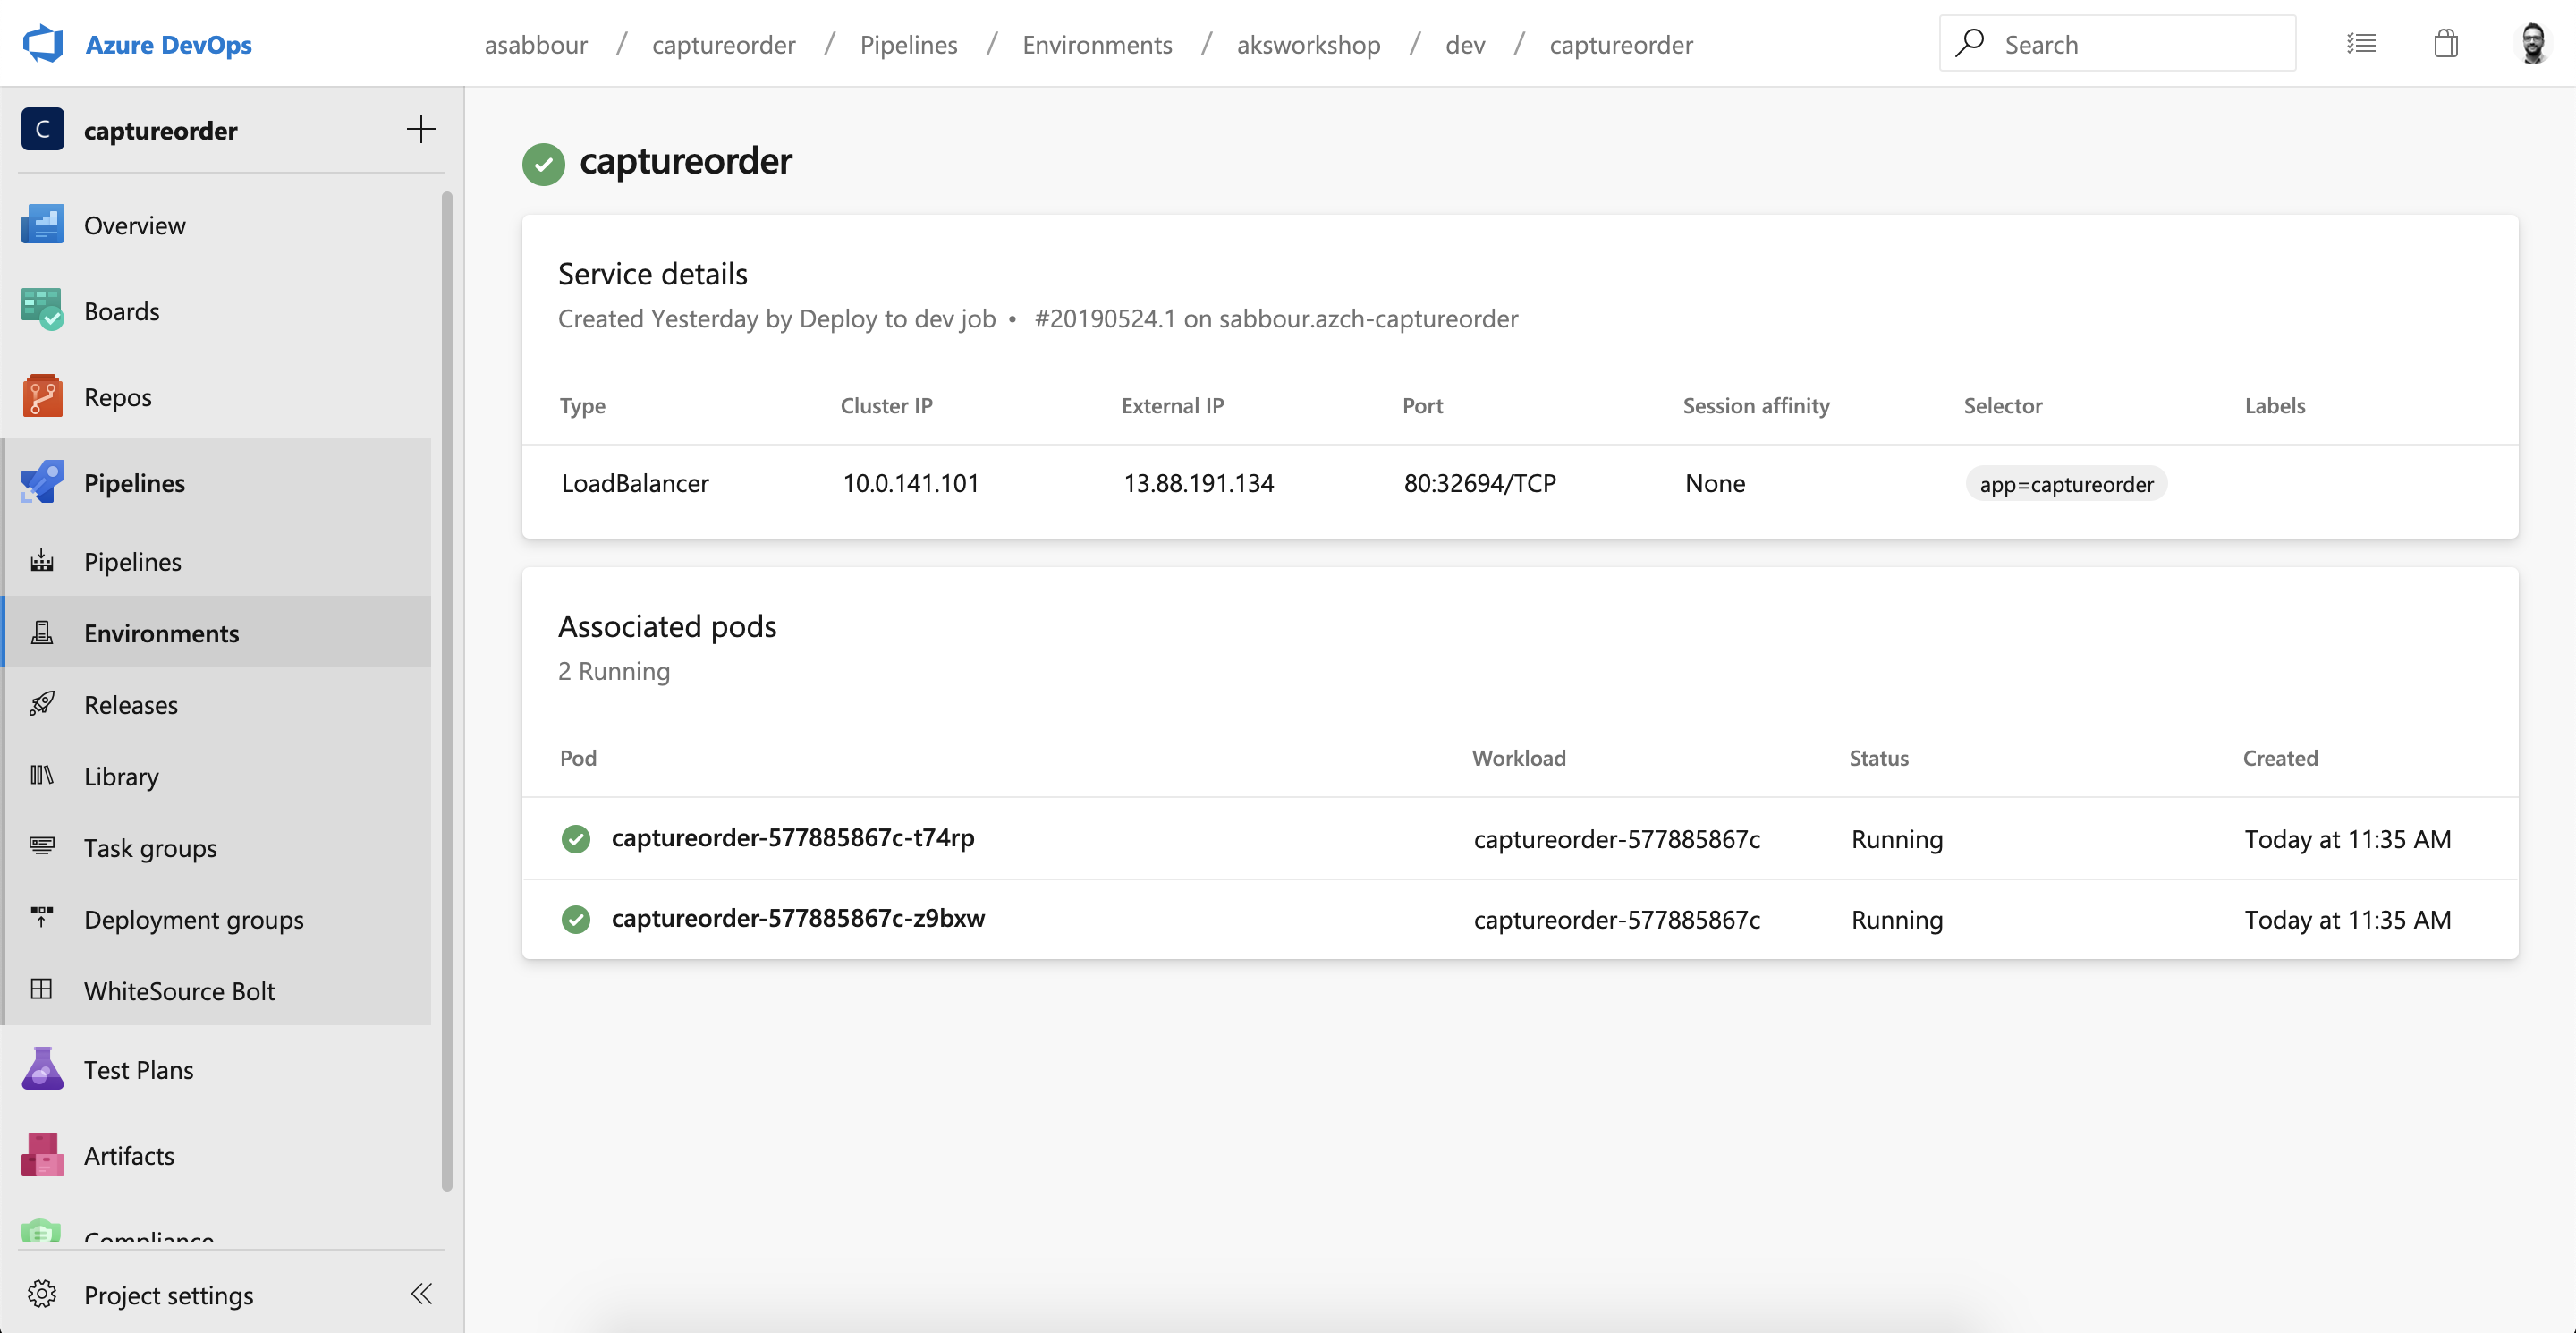 Azure DevOps
asabbour / captureorder / Pipelines / Environments / aksworkshop / dev / captureorder
Search
C captureorder
Overview
Boards
Repos
Pipelines
Pipelines
Environments
Releases
Library
Task groups
Deployment groups
WhiteSource Bolt
Test Plans
Artifacts
Compliance
Project settings
captureorder
Service details
Created Yesterday by Deploy to dev job • #20190524.1 on sabbour.azch-captureorder
Type Cluster IP External IP Port Session affinity Selector Labels
LoadBalancer 10.0.141.101 13.88.191.134 80:32694/TCP None app=captureorder
Associated pods
2 Running
Pod Workload Status Created
captureorder-577885867c-t74rp captureorder-577885867c Running Today at 11:35 AM
captureorder-577885867c-z9bxw captureorder-577885867c Running Today at 11:35 AM